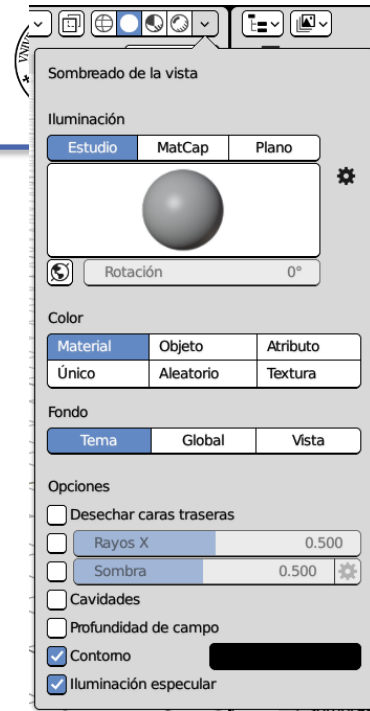 Sombreado de la vista
Iluminación
Estudio MatCap Plano
Rotación 0°
Color
Material Objeto Atributo
Único Aleatorio Textura
Fondo
Tema Global Vista
Opciones
Desechar caras traseras
Rayos X 0.500
Sombra 0.500
Cavidades
Profundidad de campo
Contorno
Iluminación especular